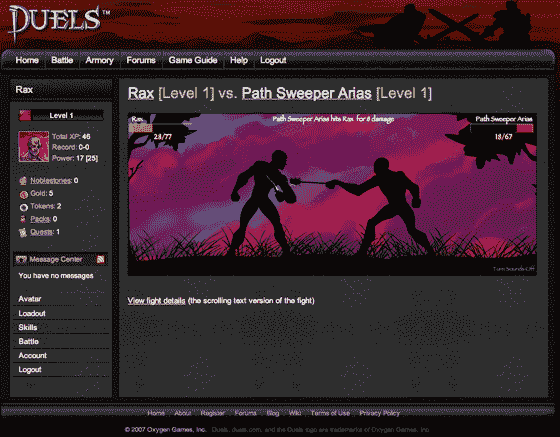 DUELS™
Home Battle Armory Forums Game Guide Help Logout
Rax
Level 1
Total XP: 46
Record: 0-0
Power: 17 [25]
Noblestones: 0
Gold: 5
Tokens: 2
Packs: 0
Quests: 1
Message Center
You have no messages
Avatar
Loadout
Skills
Battle
Account
Logout
Rax [Level 1] vs. Path Sweeper Arias [Level 1]
Rax
Path Sweeper Arias hits Rax for 8 damage
Path Sweeper Arias
28/77
18/67
Turn Sounds Off
View fight details (the scrolling text version of the fight)
Home About Register Forums Blog Wiki Terms of Use Privacy Policy
© 2007 Oxygen Games, Inc. Duels, duels.com, and the Duels logo are trademarks of Oxygen Games, Inc.